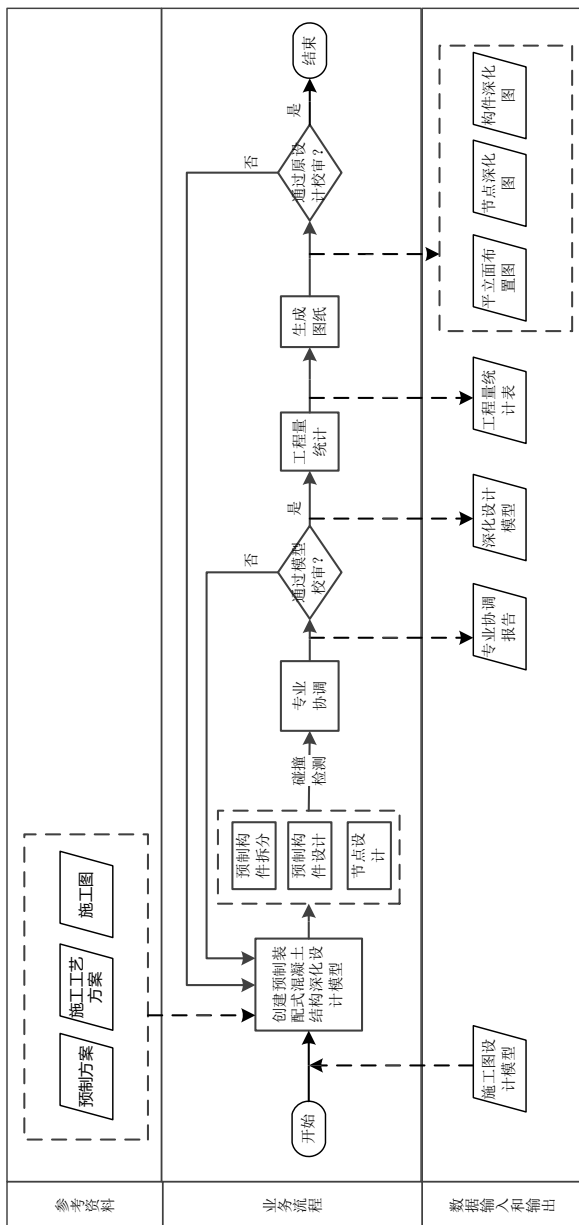 参考
资料
预制方案
施工工艺
方案
施工图
业务
流程
开始
创建预制装
配式混凝土
结构深化设
计模型
预制构
件拆分
预制构
件设计
节点设
计
碰撞
检测
专业
协调
通过模型
校审？
否
是
工程量
统计
生成
图纸
通过原设
计校审？
否
是
结束
数据
输入
和输
出
施工图设
计模型
专业协调
报告
深化设计
模型
工程量统
计表
平立面布
置图
节点深化
图
构件深化
图